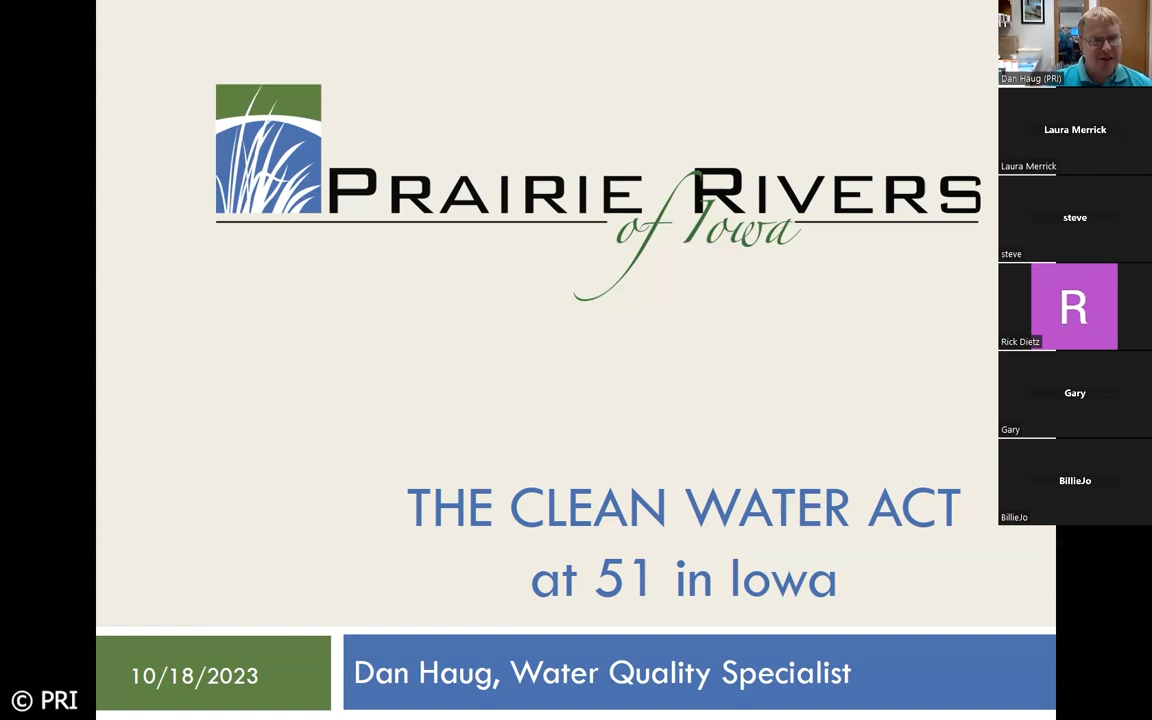 PRAIRIE RIVERS
of Iowa
THE CLEAN WATER ACT
at 51 in Iowa
10/18/2023
Dan Haug, Water Quality Specialist
© PRI
Dan Haug (PRI)
Laura Merrick
Laura Merrick
steve
steve
R
Rick Dietz
Gary
Gary
BillieJo
BillieJo